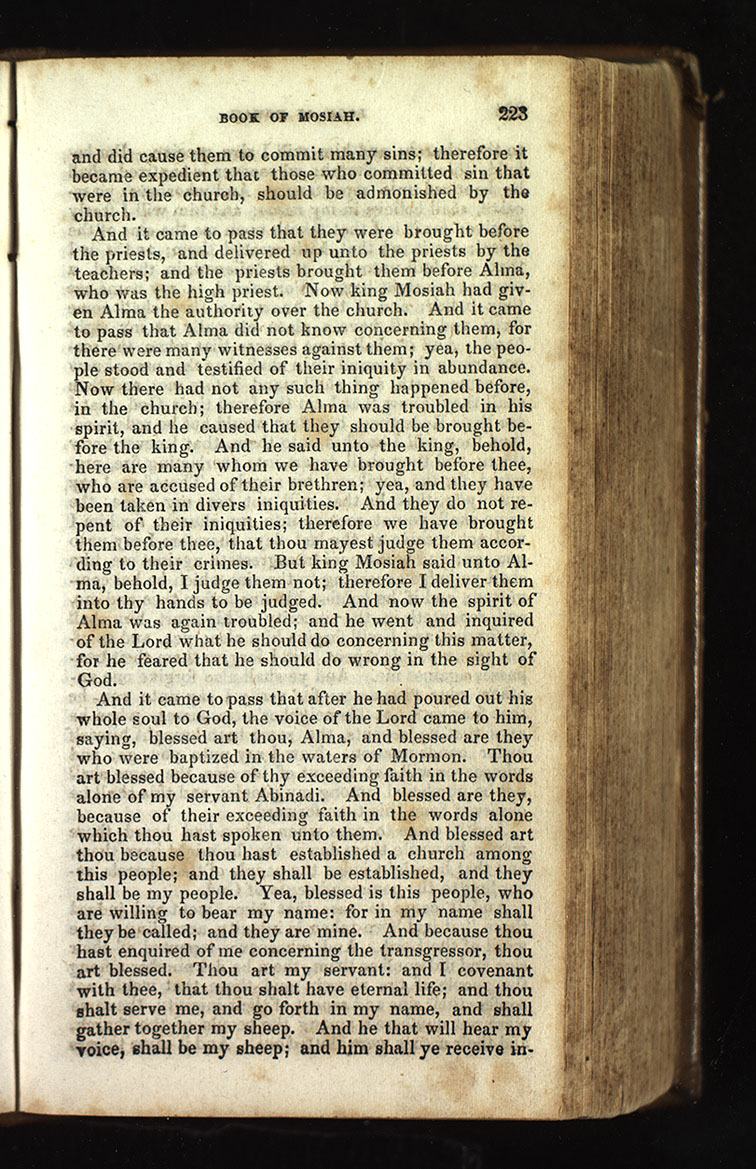 BOOK OF MOSIAH. 223
and did cause them to commit many sins; therefore it
became expedient that those who committed sin that
were in the church, should be admonished by the
church.
And it came to pass that they were brought before
the priests, and delivered up unto the priests by the
teachers; and the priests brought them before Alma,
who was the high priest. Now king Mosiah had giv-
en Alma the authority over the church. And it came
to pass that Alma did not know concerning them, for
there were many witnesses against them; yea, the peo-
ple stood and testified of their iniquity in abundance.
Now there had not any such thing happened before,
in the church; therefore Alma was troubled in his
spirit, and he caused that they should be brought be-
fore the king. And he said unto the king, behold,
here are many whom we have brought before thee,
who are accused of their brethren; yea, and they have
been taken in divers iniquities. And they do not re-
pent of their iniquities; therefore we have brought
them before thee, that thou mayest judge them accor-
ding to their crimes. But king Mosiah said unto Al-
ma, behold, I judge them not; therefore I deliver them
into thy hands to be judged. And now the spirit of
Alma was again troubled; and he went and inquired
of the Lord what he should do concerning this matter,
for he feared that he should do wrong in the sight of
God.
And it came to pass that after he had poured out his
whole soul to God, the voice of the Lord came to him,
saying, blessed art thou, Alma, and blessed are they
who were baptized in the waters of Mormon. Thou
art blessed because of thy exceeding faith in the words
alone of my servant Abinadi. And blessed are they,
because of their exceeding faith in the words alone
which thou hast spoken unto them. And blessed art
thou because thou hast established a church among
this people; and they shall be established, and they
shall be my people. Yea, blessed is this people, who
are willing to bear my name: for in my name shall
they be called; and they are mine. And because thou
hast enquired of me concerning the transgressor, thou
art blessed. Thou art my servant: and I covenant
with thee, that thou shalt have eternal life; and thou
shalt serve me, and go forth in my name, and shall
gather together my sheep. And he that will hear my
voice, shall be my sheep; and him shall ye receive in-